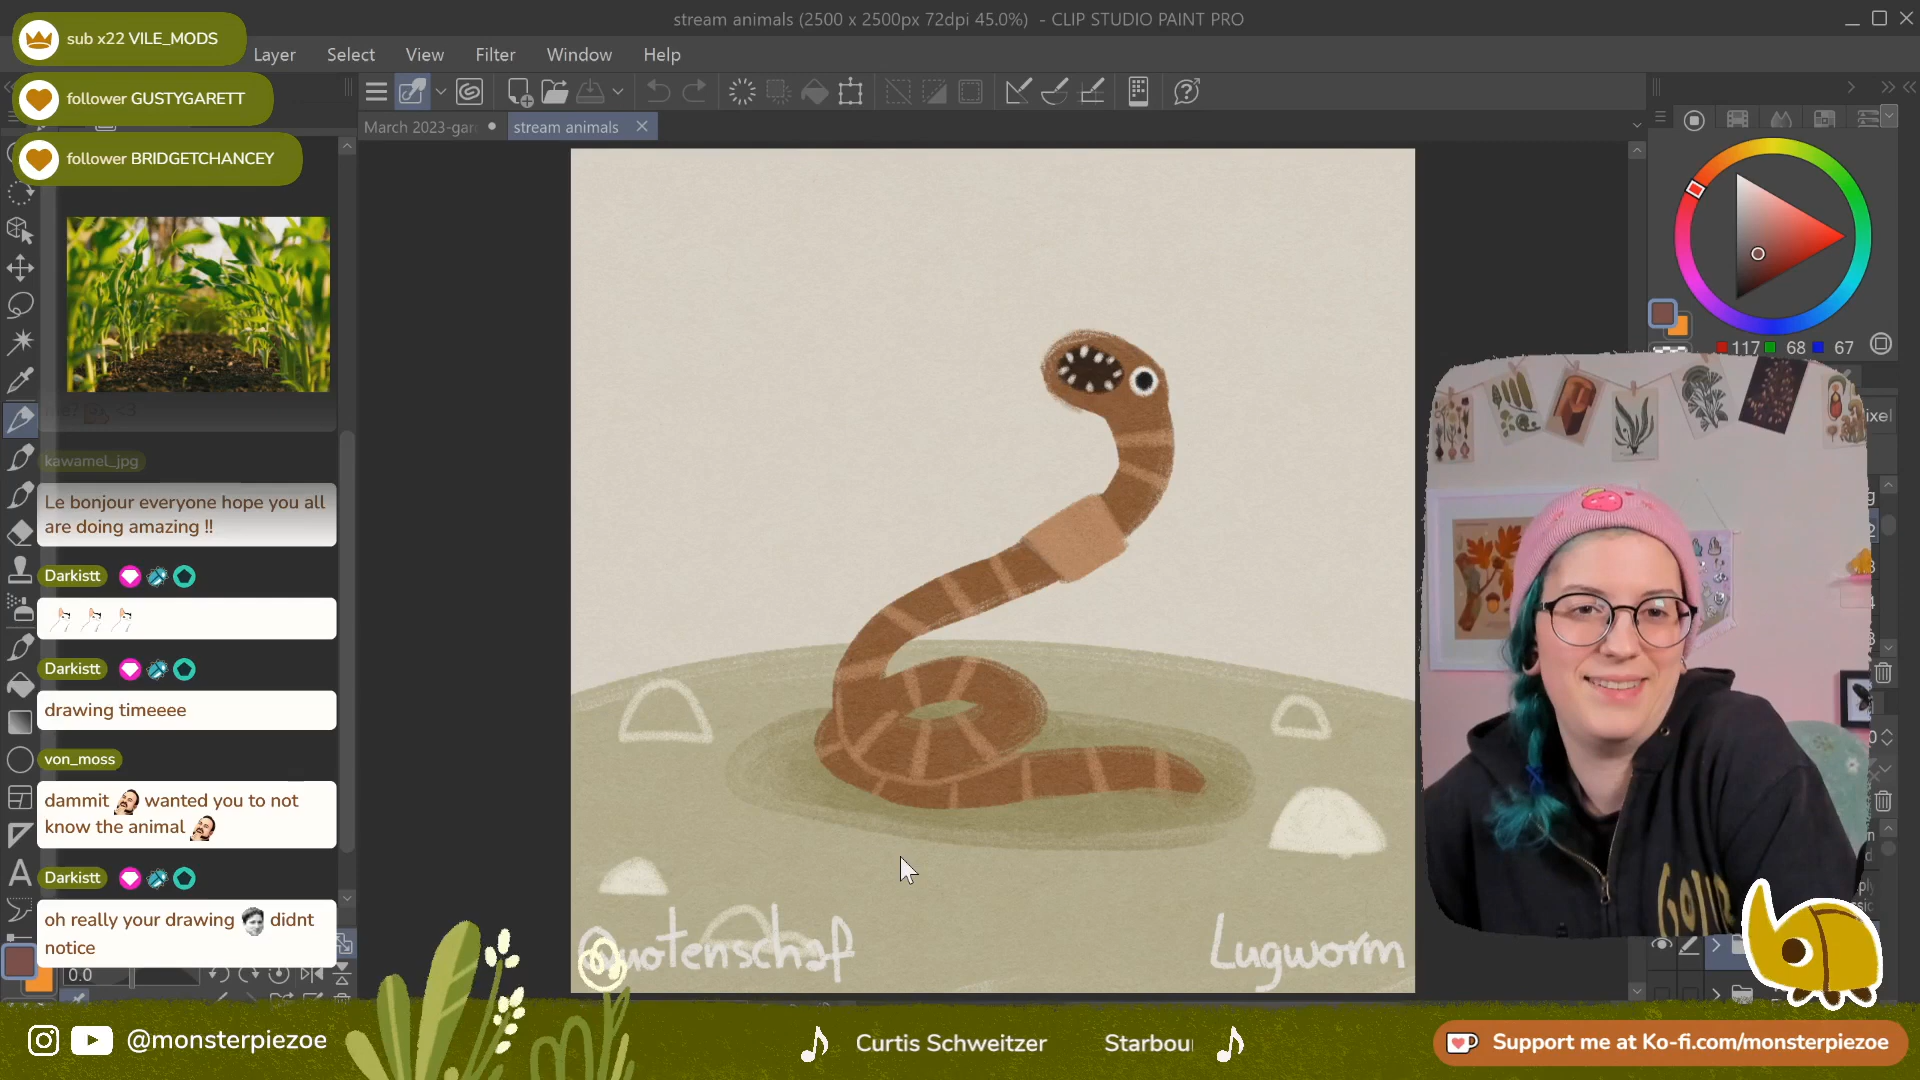 stream animals (2500 x 2500px 72dpi 45.0%) - CLIP STUDIO PAINT PRO
sub x22 VILE_MODS
Layer Select View Filter Window Help
follower GUSTYGARETT
March 2023-gar
stream animals
follower BRIDGETCHANCEY
117 68 67
kawamel_jpg
Le bonjour everyone hope you all
are doing amazing !!
Darkistt
Darkistt
drawing timeeee
von_moss
dammit wanted you to not
know the animal
Darkistt
oh really your drawing didnt
notice
0.0
Lugworm
@monsterpiezoe
Curtis Schweitzer
Starbou
Support me at Ko-fi.com/monsterpiezoe